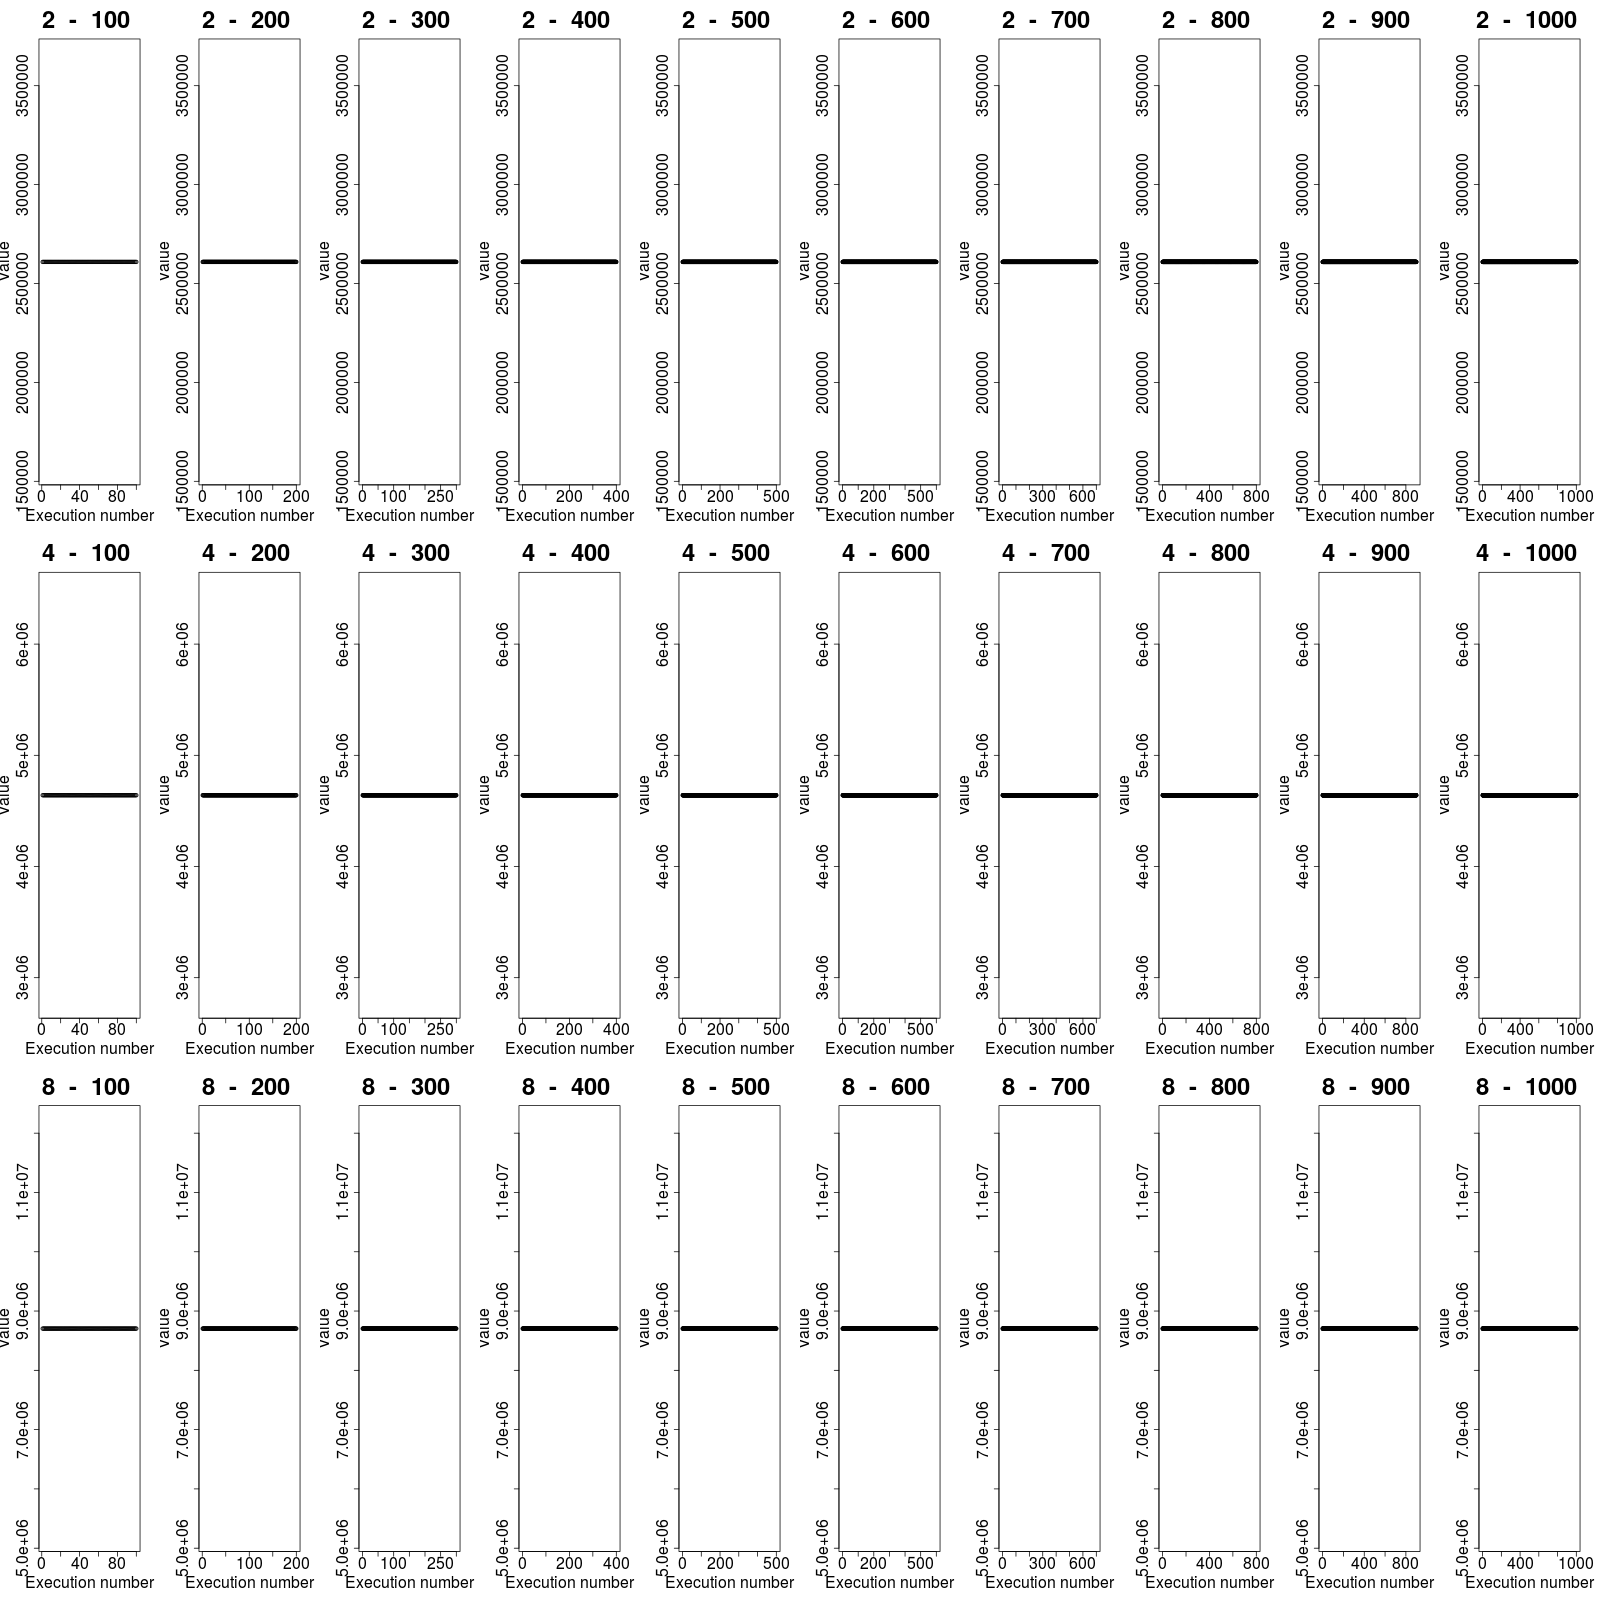 2 - 100 2 - 200 2 - 300 2 - 400 2 - 500 2 - 600 2 - 700 2 - 800 2 - 900 2 - 1000
3500000 3500000 3500000 3500000 3500000 3500000 3500000 3500000 3500000 3500000
3000000 3000000 3000000 3000000 3000000 3000000 3000000 3000000 3000000 3000000
value value value value value value value value value value
2500000 2500000 2500000 2500000 2500000 2500000 2500000 2500000 2500000 2500000
2000000 2000000 2000000 2000000 2000000 2000000 2000000 2000000 2000000 2000000
1500000 1500000 1500000 1500000 1500000 1500000 1500000 1500000 1500000 1500000
0 40 80 0 100 200 0 100 250 0 200 400 0 200 500 0 200 500 0 300 600 0 400 800 0 400 800 0 400 1000
Execution number Execution number Execution number Execution number Execution number Execution number Execution number Execution number Execution number Execution number
4 - 100 4 - 200 4 - 300 4 - 400 4 - 500 4 - 600 4 - 700 4 - 800 4 - 900 4 - 1000
6e+06 6e+06 6e+06 6e+06 6e+06 6e+06 6e+06 6e+06 6e+06 6e+06
5e+06 5e+06 5e+06 5e+06 5e+06 5e+06 5e+06 5e+06 5e+06 5e+06
value value value value value value value value value value
4e+06 4e+06 4e+06 4e+06 4e+06 4e+06 4e+06 4e+06 4e+06 4e+06
3e+06 3e+06 3e+06 3e+06 3e+06 3e+06 3e+06 3e+06 3e+06 3e+06
0 40 80 0 100 200 0 100 250 0 200 400 0 200 500 0 200 500 0 300 600 0 400 800 0 400 800 0 400 1000
Execution number Execution number Execution number Execution number Execution number Execution number Execution number Execution number Execution number Execution number
8 - 100 8 - 200 8 - 300 8 - 400 8 - 500 8 - 600 8 - 700 8 - 800 8 - 900 8 - 1000
1.1e+07 1.1e+07 1.1e+07 1.1e+07 1.1e+07 1.1e+07 1.1e+07 1.1e+07 1.1e+07 1.1e+07
9.0e+06 9.0e+06 9.0e+06 9.0e+06 9.0e+06 9.0e+06 9.0e+06 9.0e+06 9.0e+06 9.0e+06
value value value value value value value value value value
7.0e+06 7.0e+06 7.0e+06 7.0e+06 7.0e+06 7.0e+06 7.0e+06 7.0e+06 7.0e+06 7.0e+06
5.0e+06 5.0e+06 5.0e+06 5.0e+06 5.0e+06 5.0e+06 5.0e+06 5.0e+06 5.0e+06 5.0e+06
0 40 80 0 100 200 0 100 250 0 200 400 0 200 500 0 200 500 0 300 600 0 400 800 0 400 800 0 400 1000
Execution number Execution number Execution number Execution number Execution number Execution number Execution number Execution number Execution number Execution number